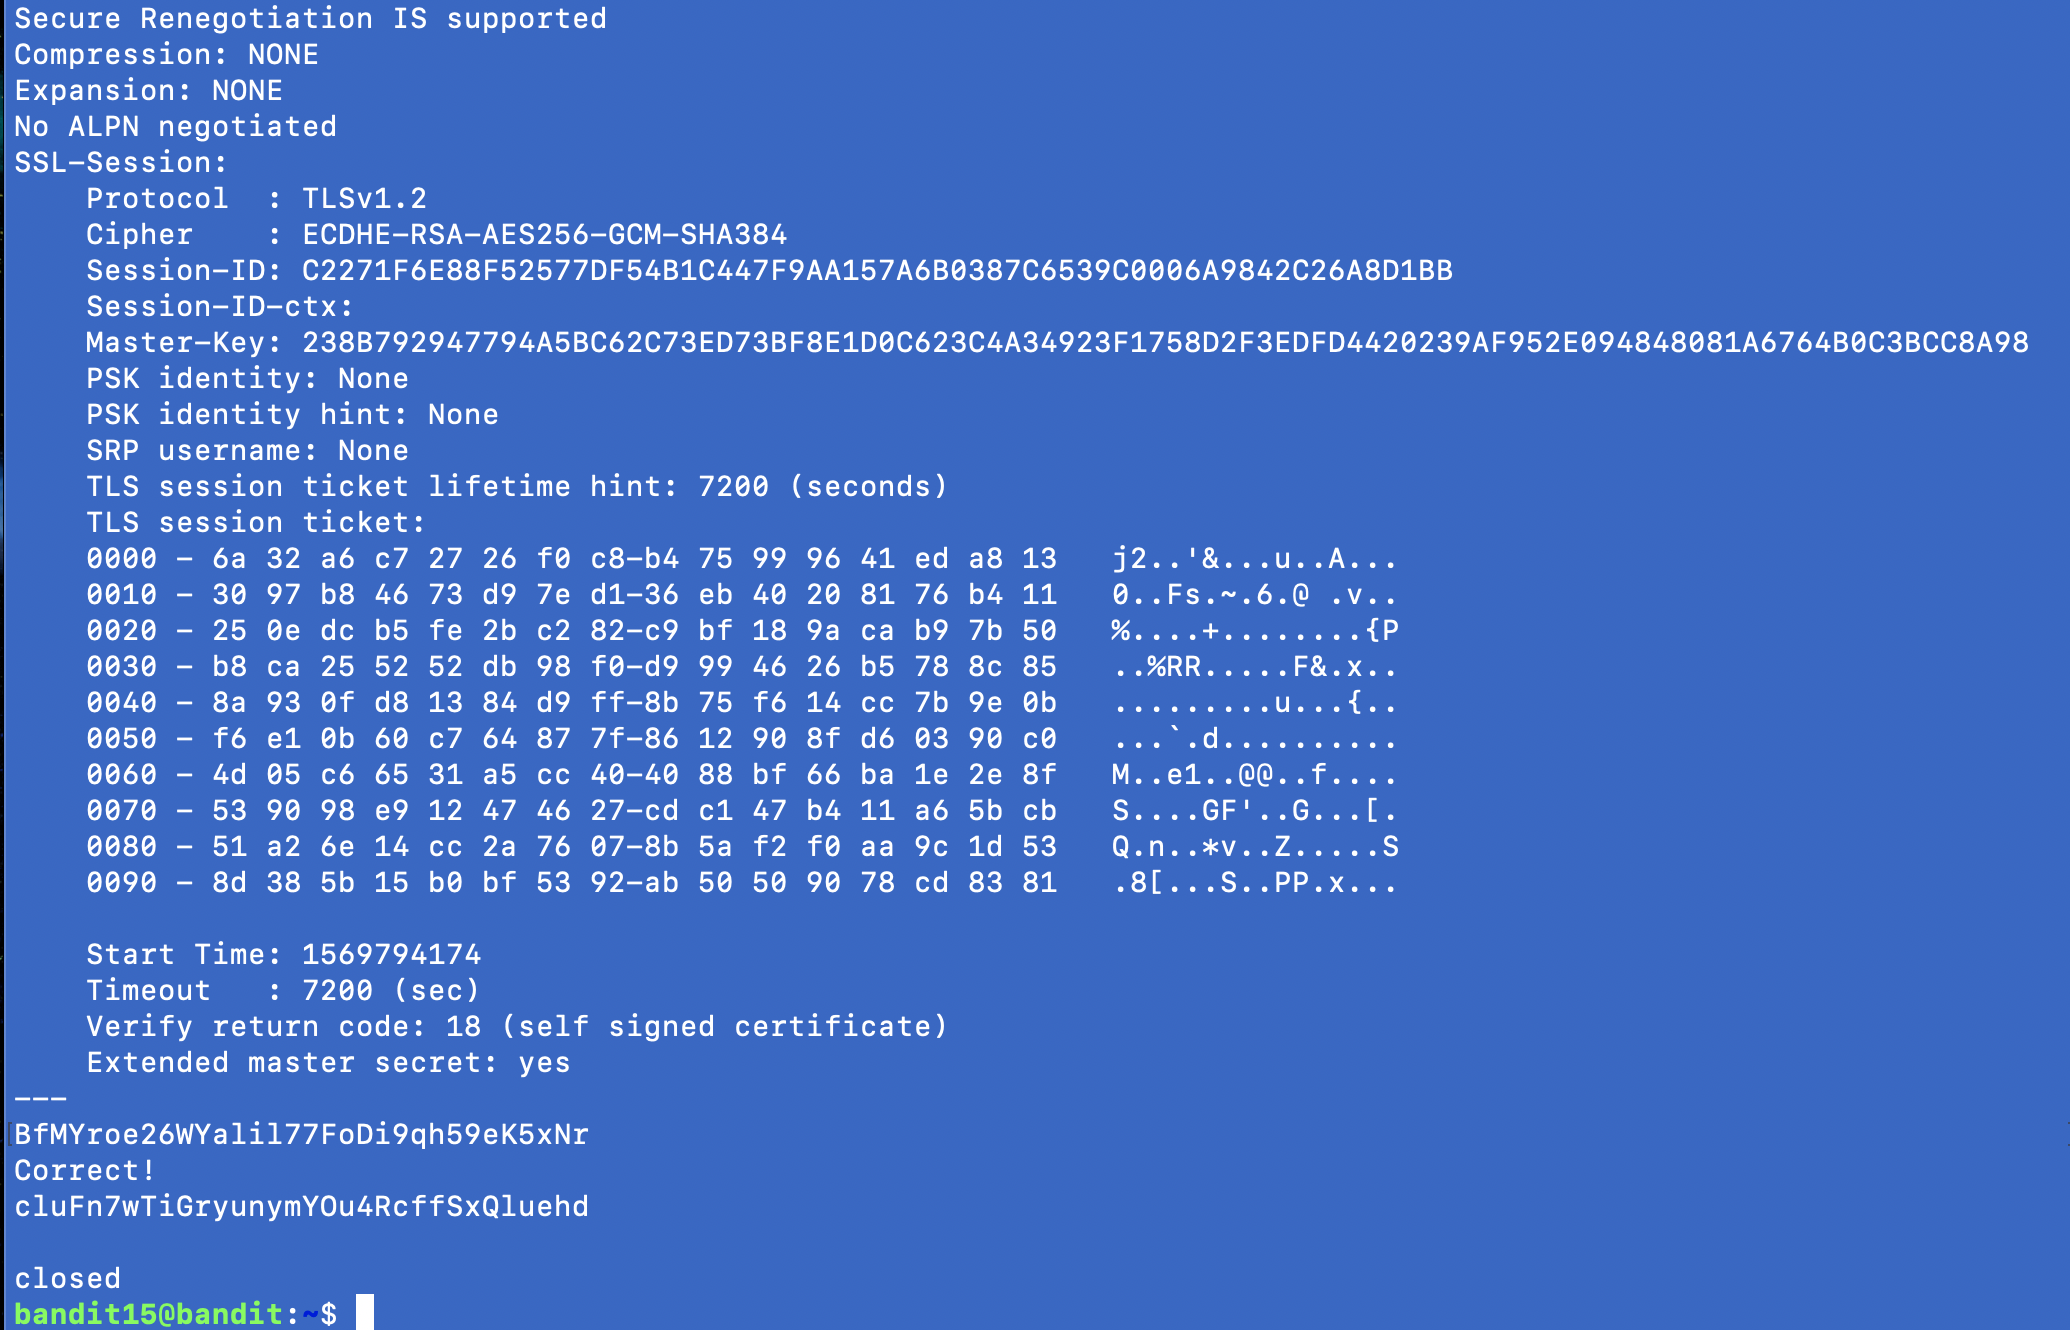 Secure Renegotiation IS supported
Compression: NONE
Expansion: NONE
No ALPN negotiated
SSL-Session:
    Protocol  : TLSv1.2
    Cipher    : ECDHE-RSA-AES256-GCM-SHA384
    Session-ID: C2271F6E88F52577DF54B1C447F9AA157A6B0387C6539C0006A9842C26A8D1BB
    Session-ID-ctx:
    Master-Key: 238B792947794A5BC62C73ED73BF8E1D0C623C4A34923F1758D2F3EDFD4420239AF952E094848081A6764B0C3BCC8A98
    PSK identity: None
    PSK identity hint: None
    SRP username: None
    TLS session ticket lifetime hint: 7200 (seconds)
    TLS session ticket:
    0000 - 6a 32 a6 c7 27 26 f0 c8-b4 75 99 96 41 ed a8 13   j2..'&...u..A...
    0010 - 30 97 b8 46 73 d9 7e d1-36 eb 40 20 81 76 b4 11   0..Fs.~.6.@ .v..
    0020 - 25 0e dc b5 fe 2b c2 82-c9 bf 18 9a ca b9 7b 50   %....+........{P
    0030 - b8 ca 25 52 52 db 98 f0-d9 99 46 26 b5 78 8c 85   ..%RR.....F&.x..
    0040 - 8a 93 0f d8 13 84 d9 ff-8b 75 f6 14 cc 7b 9e 0b   .........u...{..
    0050 - f6 e1 0b 60 c7 64 87 7f-86 12 90 8f d6 03 90 c0   ...`.d..........
    0060 - 4d 05 c6 65 31 a5 cc 40-40 88 bf 66 ba 1e 2e 8f   M..e1..@@..f....
    0070 - 53 90 98 e9 12 47 46 27-cd c1 47 b4 11 a6 5b cb   S....GF'..G...[.
    0080 - 51 a2 6e 14 cc 2a 76 07-8b 5a f2 f0 aa 9c 1d 53   Q.n..*v..Z.....S
    0090 - 8d 38 5b 15 b0 bf 53 92-ab 50 50 90 78 cd 83 81   .8[...S..PP.x...

    Start Time: 1569794174
    Timeout   : 7200 (sec)
    Verify return code: 18 (self signed certificate)
    Extended master secret: yes
---
BfMYroe26WYalil77FoDi9qh59eK5xNr
Correct!
cluFn7wTiGryunymYOu4RcffSxQluehd

closed
bandit15@bandit:~$